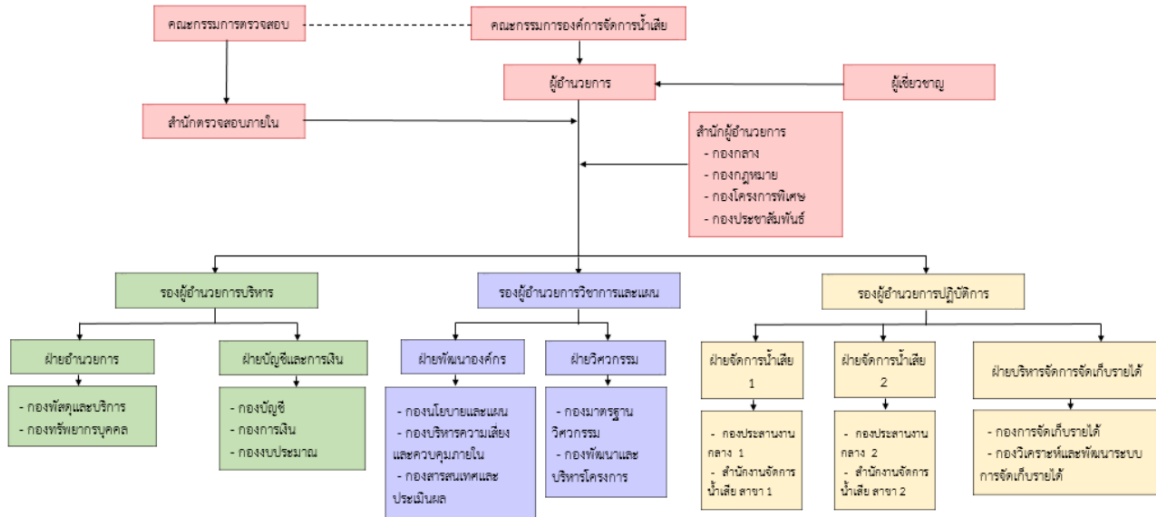 คณะกรรมการตรวจสอบ
คณะกรรมการองค์การจัดการน้ำเสีย
ผู้อำนวยการ
ผู้เชี่ยวชาญ
สำนักตรวจสอบภายใน
สำนักผู้อำนวยการ
- กองกลาง
- กองกฎหมาย
- กองโครงการพิเศษ
- กองประชาสัมพันธ์
รองผู้อำนวยการบริหาร
รองผู้อำนวยการวิชาการและแผน
รองผู้อำนวยการปฏิบัติการ
ฝ่ายอำนวยการ
- กองพัสดุและบริการ
- กองทรัพยากรบุคคล
ฝ่ายบัญชีและการเงิน
- กองบัญชี
- กองการเงิน
- กองงบประมาณ
ฝ่ายพัฒนาองค์กร
- กองนโยบายและแผน
- กองบริหารความเสี่ยง
และควบคุมภายใน
- กองสารสนเทศและ
ประเมินผล
ฝ่ายวิศวกรรม
- กองมาตรฐาน
วิศวกรรม
- กองพัฒนาและ
บริหารโครงการ
ฝ่ายจัดการน้ำเสีย
1
- กองประสานงาน
กลาง 1
- สำนักงานจัดการ
น้ำเสีย สาขา 1
ฝ่ายจัดการน้ำเสีย
2
- กองประสานงาน
กลาง 2
- สำนักงานจัดการ
น้ำเสีย สาขา 2
ฝ่ายบริหารจัดการจัดเก็บรายได้
- กองการจัดเก็บรายได้
- กองวิเคราะห์และพัฒนาระบบ
การจัดเก็บรายได้